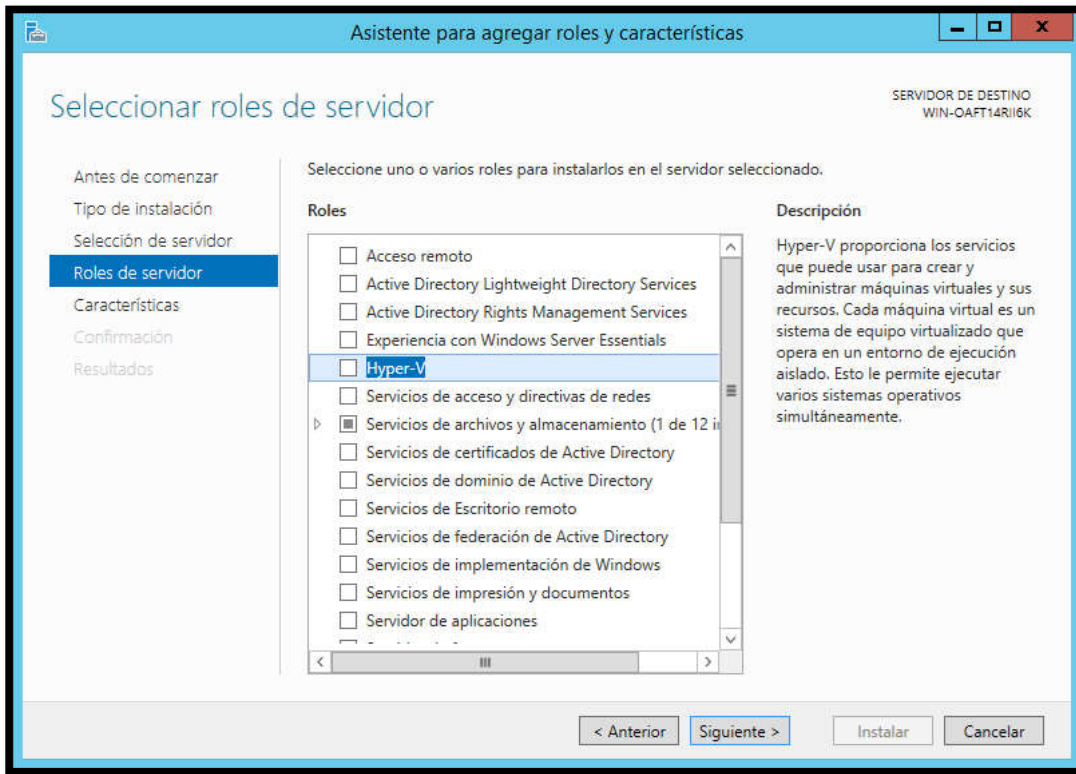 Asistente para agregar roles y características
Seleccionar roles de servidor
SERVIDOR DE DESTINO
WIN-OAFT14RII6K
Antes de comenzar
Tipo de instalación
Selección de servidor
Roles de servidor
Características
Confirmación
Resultados
Seleccione uno o varios roles para instalarlos en el servidor seleccionado.
Roles
Acceso remoto
Active Directory Lightweight Directory Services
Active Directory Rights Management Services
Experiencia con Windows Server Essentials
Hyper-V
Servicios de acceso y directivas de redes
Servicios de archivos y almacenamiento (1 de 12 i
Servicios de certificados de Active Directory
Servicios de dominio de Active Directory
Servicios de Escritorio remoto
Servicios de federación de Active Directory
Servicios de implementación de Windows
Servicios de impresión y documentos
Servidor de aplicaciones
Descripción
Hyper-V proporciona los servicios
que puede usar para crear y
administrar máquinas virtuales y sus
recursos. Cada máquina virtual es un
sistema de equipo virtualizado que
opera en un entorno de ejecución
aislado. Esto le permite ejecutar
varios sistemas operativos
simultáneamente.
< Anterior
Siguiente >
Instalar
Cancelar